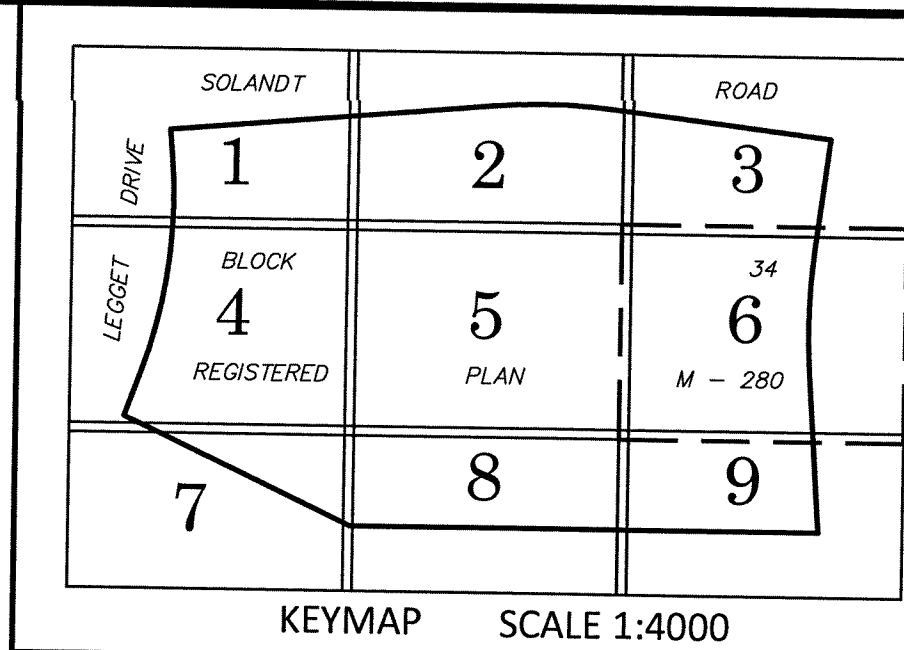 SOLANDT ROAD
DRIVE
1 2 3
LEGGET
BLOCK 34
4 5 6
REGISTERED PLAN M - 280
7 8 9
KEYMAP SCALE 1:4000